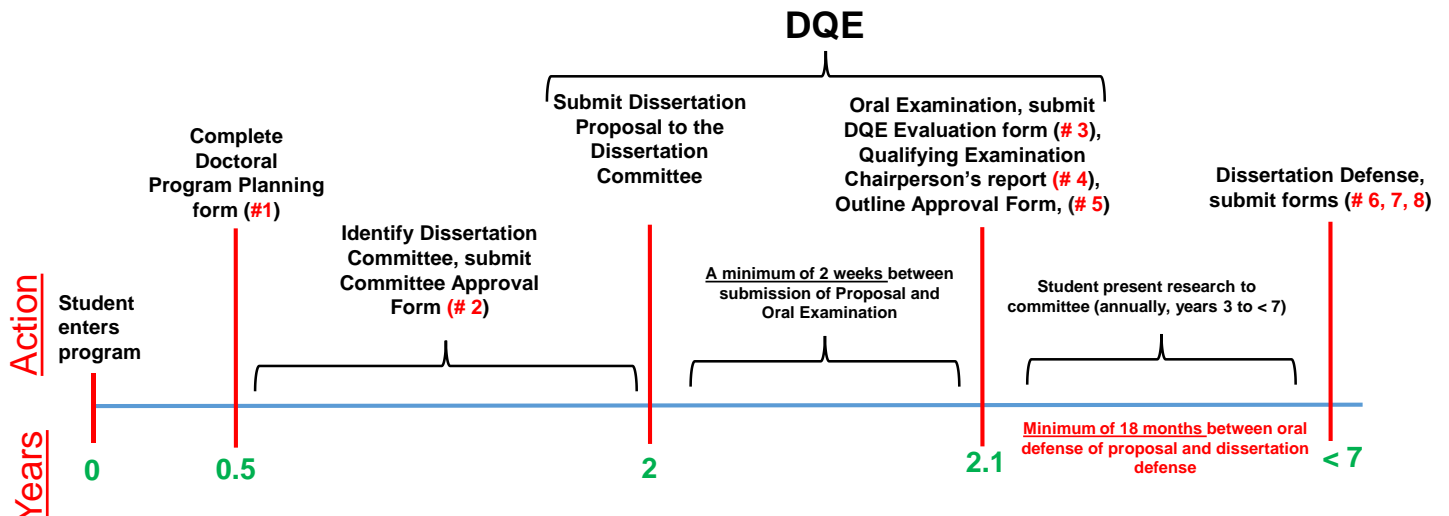 DQE
Submit Dissertation
Proposal to the
Dissertation
Committee
Oral Examination, submit
DQE Evaluation form (# 3),
Qualifying Examination
Chairperson’s report (# 4),
Outline Approval Form, (# 5)
Complete
Doctoral
Program Planning
form (#1)
Dissertation Defense,
submit forms (# 6, 7, 8)
Identify Dissertation
Committee, submit
Committee Approval
Form (# 2)
A minimum of 2 weeks between
submission of Proposal and
Oral Examination
Student present research to
committee (annually, years 3 to < 7)
Action
Student
enters
program
Minimum of 18 months between oral
defense of proposal and dissertation
defense
Years
0
0.5
2
2.1
< 7